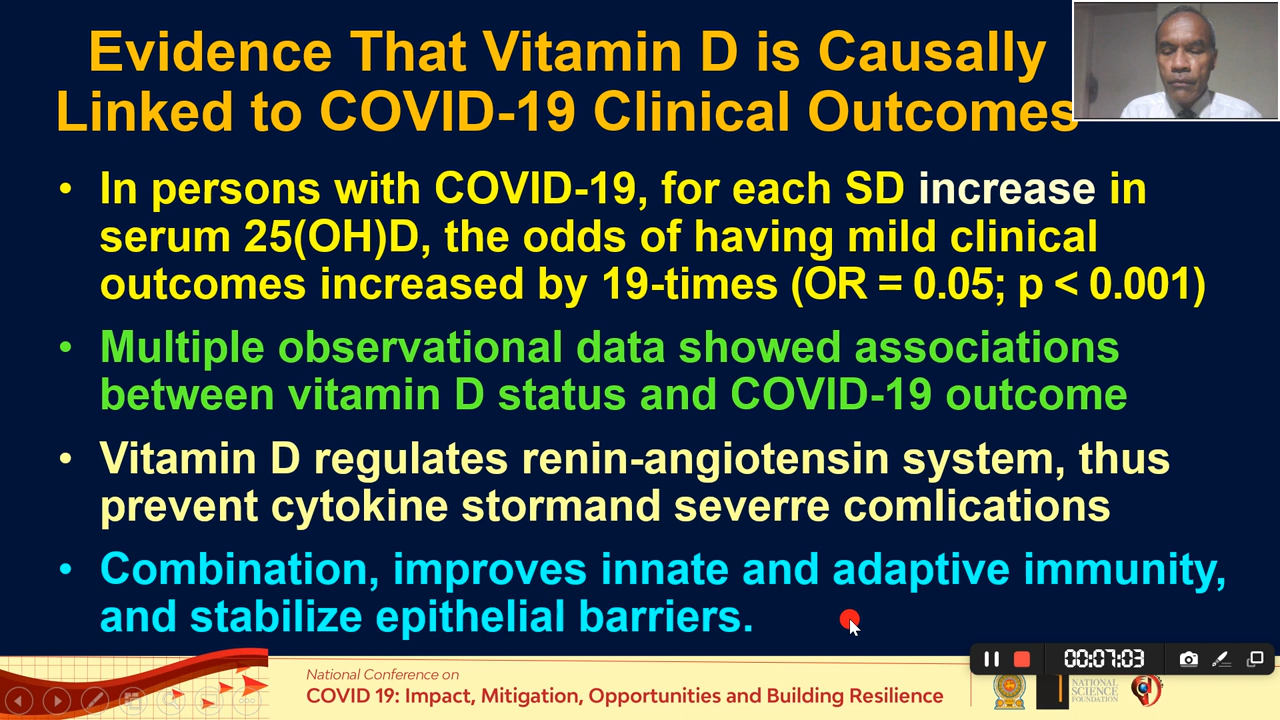 Evidence That Vitamin D is Causally
Linked to COVID-19 Clinical Outcomes
• In persons with COVID-19, for each SD increase in
serum 25(OH)D, the odds of having mild clinical
outcomes increased by 19-times (OR = 0.05; p < 0.001)
• Multiple observational data showed associations
between vitamin D status and COVID-19 outcome
• Vitamin D regulates renin-angiotensin system, thus
prevent cytokine stormand severre comlications
• Combination, improves innate and adaptive immunity,
and stabilize epithelial barriers.
00:07:03
National Conference on
COVID 19: Impact, Mitigation, Opportunities and Building Resilience
NATIONAL
SCIENCE
FOUNDATION